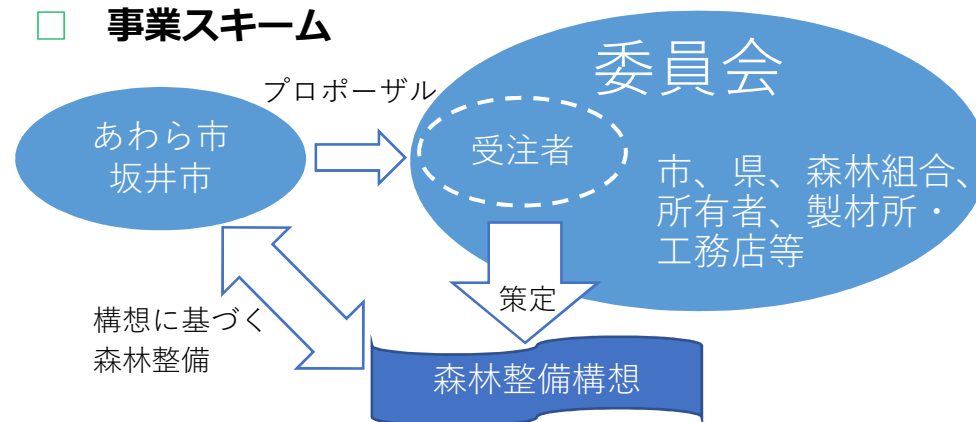 □ 事業スキーム
プロポーザル
委員会
あわら市
坂井市
受注者
市、県、森林組合、
所有者、製材所・
工務店等
策定
構想に基づく
森林整備
森林整備構想